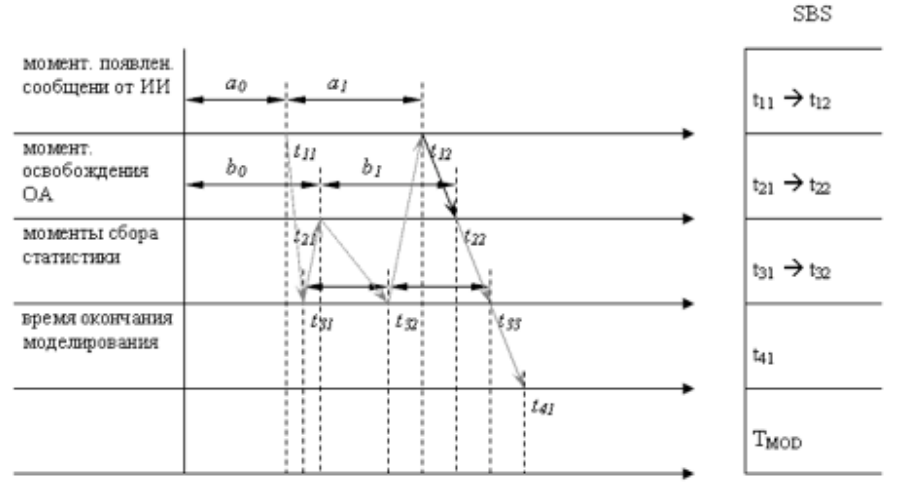 SBS
момент. появлен.
сообщени от ИИ
a0 a1
t11 → t12
момент.
освобождения
ОА
t11 t12
b0 b1
t21 → t22
моменты сбора
статистики
t21 t22
t31 → t32
время окончания
моделирования
t31 t32 t33
t41
t41
TMOD